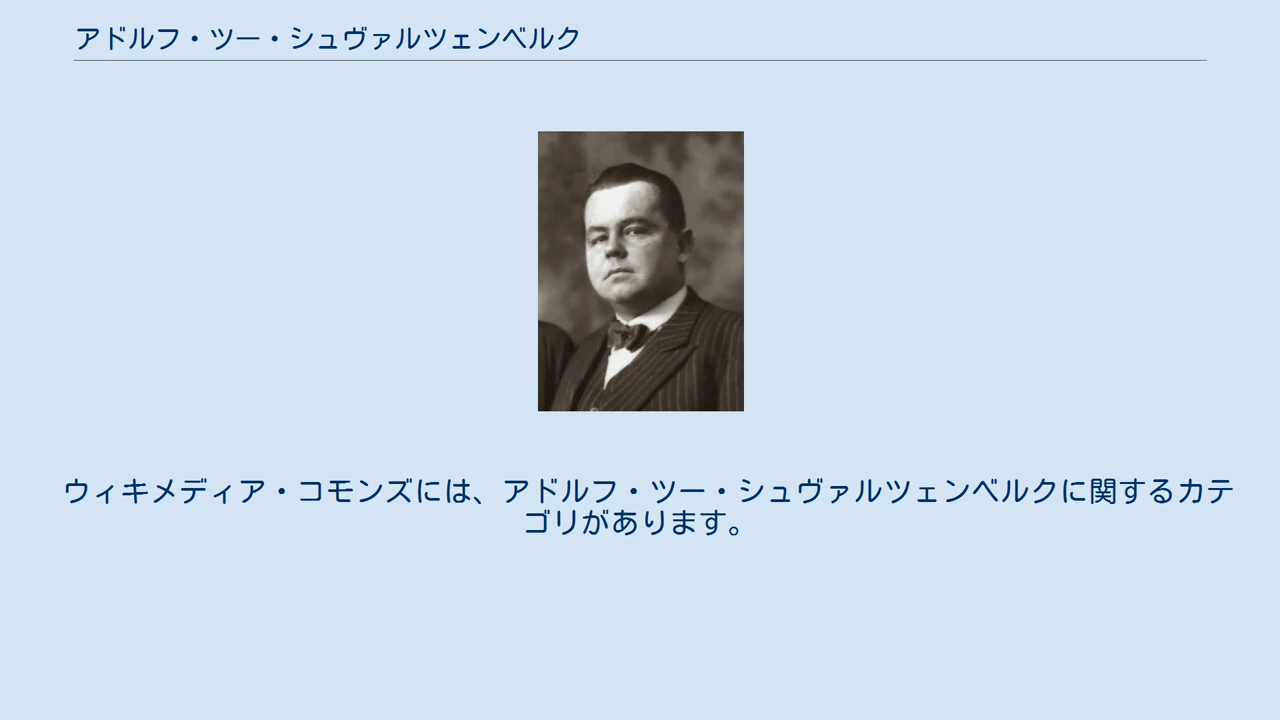 アドルフ・ツー・シュヴァルツェンベルク
ウィキメディア・コモンズには、アドルフ・ツー・シュヴァルツェンベルクに関するカテ
ゴリがあります。